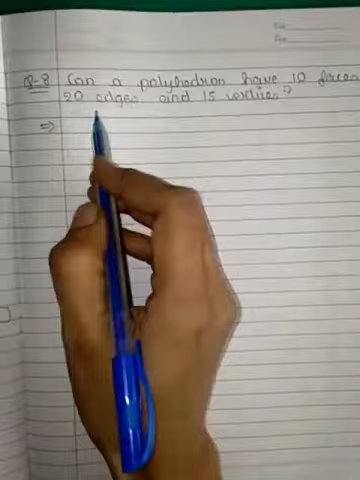 Q-8 Can a polyhedron have 10 faces
20 edges and 15 vertices?
⇒